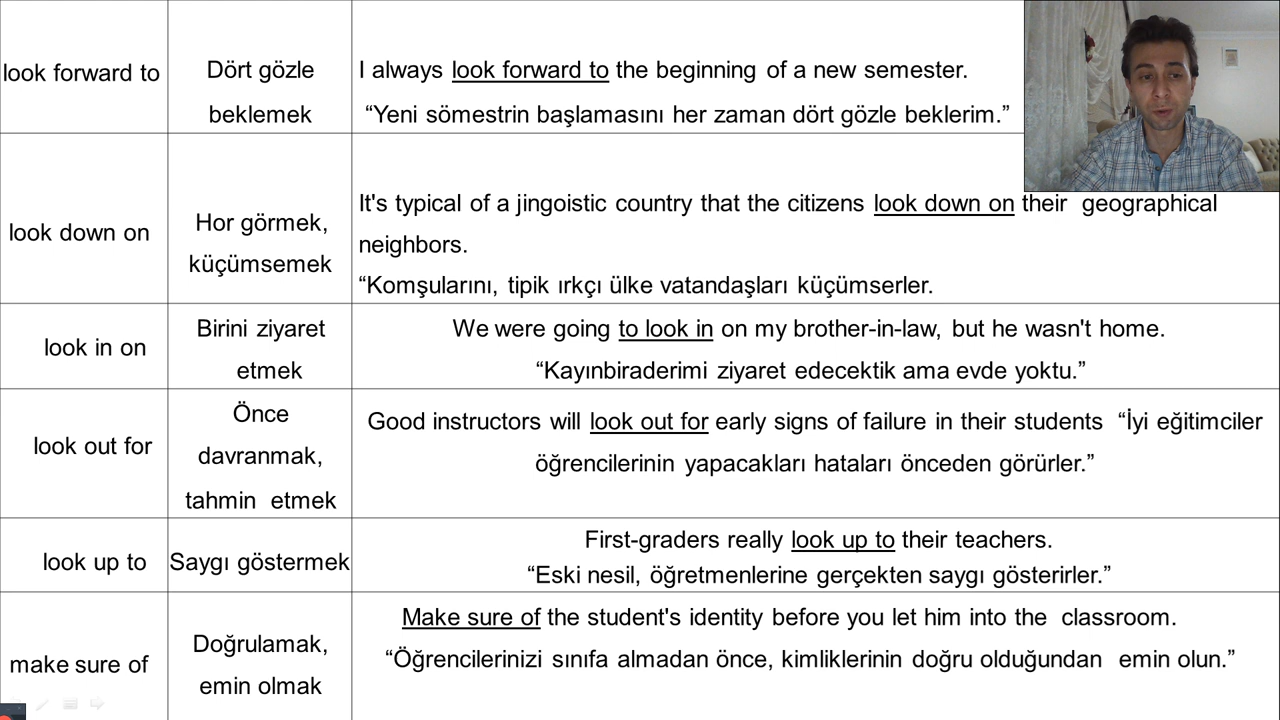 look forward to
Dört gözle
beklemek
I always look forward to the beginning of a new semester.
“Yeni sömestrin başlamasını her zaman dört gözle beklerim.”
look down on
Hor görmek,
küçümsemek
It's typical of a jingoistic country that the citizens look down on their geographical
neighbors.
“Komşularını, tipik ırkçı ülke vatandaşları küçümserler.
look in on
Birini ziyaret
etmek
We were going to look in on my brother-in-law, but he wasn't home.
“Kayınbiraderimi ziyaret edecektik ama evde yoktu.”
look out for
Önce
davranmak,
tahmin etmek
Good instructors will look out for early signs of failure in their students “İyi eğitimciler
öğrencilerinin yapacakları hataları önceden görürler.”
look up to
Saygı göstermek
First-graders really look up to their teachers.
“Eski nesil, öğretmenlerine gerçekten saygı gösterirler.”
make sure of
Doğrulamak,
emin olmak
Make sure of the student's identity before you let him into the classroom.
“Öğrencilerinizi sınıfa almadan önce, kimliklerinin doğru olduğundan emin olun.”